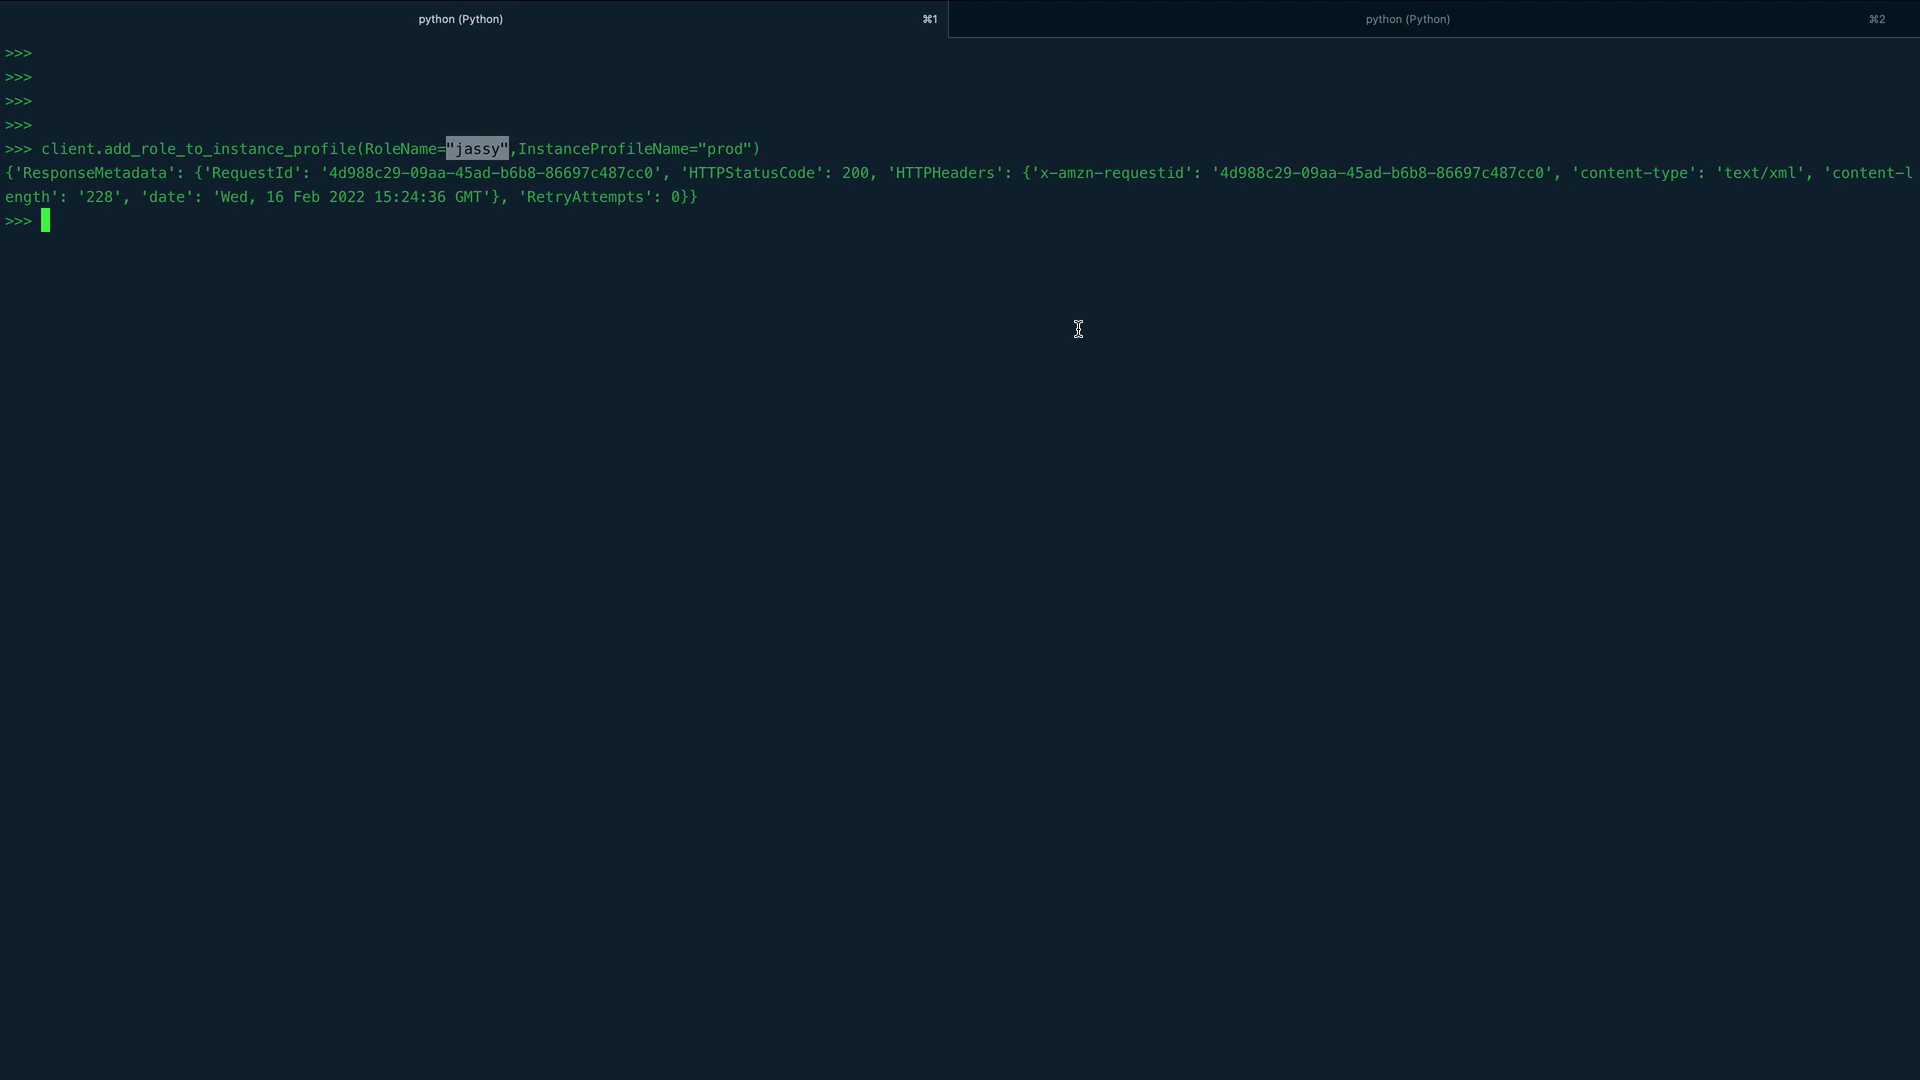 python (Python) ⌘1 python (Python) ⌘2
>>>
>>>
>>>
>>>
>>> client.add_role_to_instance_profile(RoleName="jassy",InstanceProfileName="prod")
{'ResponseMetadata': {'RequestId': '4d988c29-09aa-45ad-b6b8-86697c487cc0', 'HTTPStatusCode': 200, 'HTTPHeaders': {'x-amzn-requestid': '4d988c29-09aa-45ad-b6b8-86697c487cc0', 'content-type': 'text/xml', 'content-l
ength': '228', 'date': 'Wed, 16 Feb 2022 15:24:36 GMT'}, 'RetryAttempts': 0}}
>>>